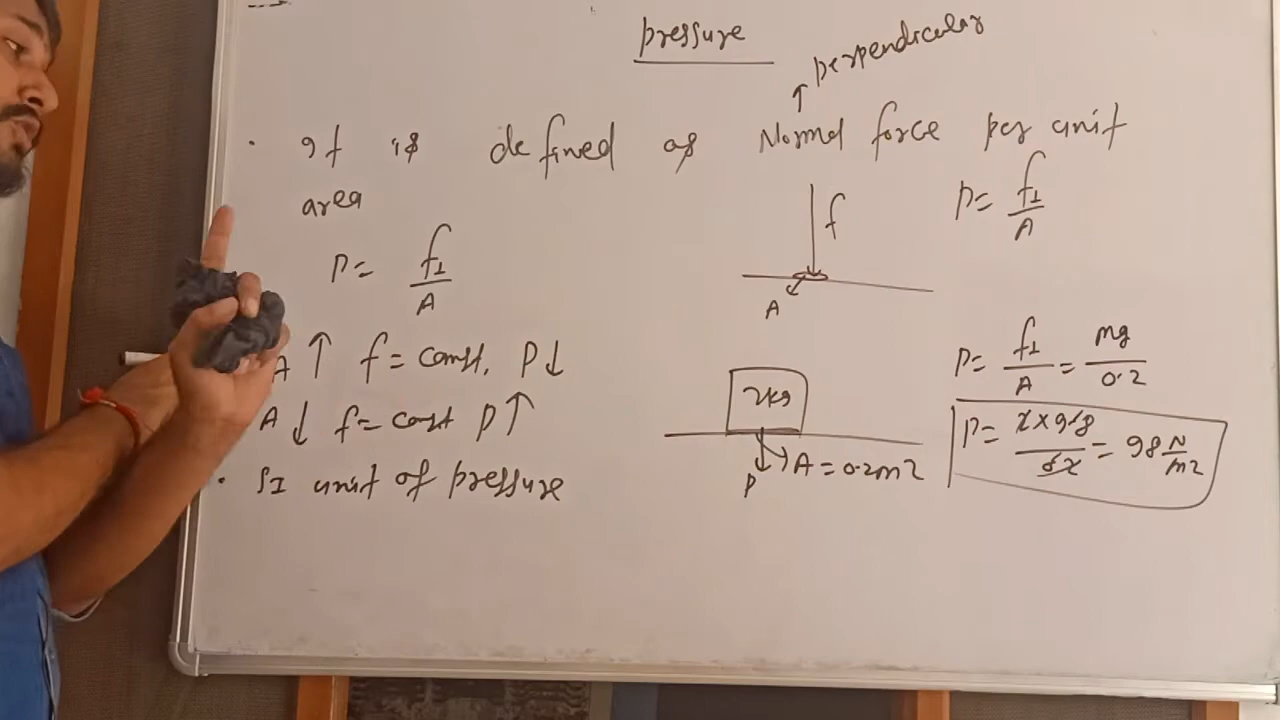 pressure
perpendicular
↑
• It is defined as Normal force per unit
area
P = f⊥/A
f
A
P = f⊥/A
A ↑ f = const, P↓
A ↓ f = const P↑
• SI unit of pressure
2kg
P
A = 0.2m2
P = f⊥/A = mg/0.2
P = 2×9.8/0.2 = 98 N/m2